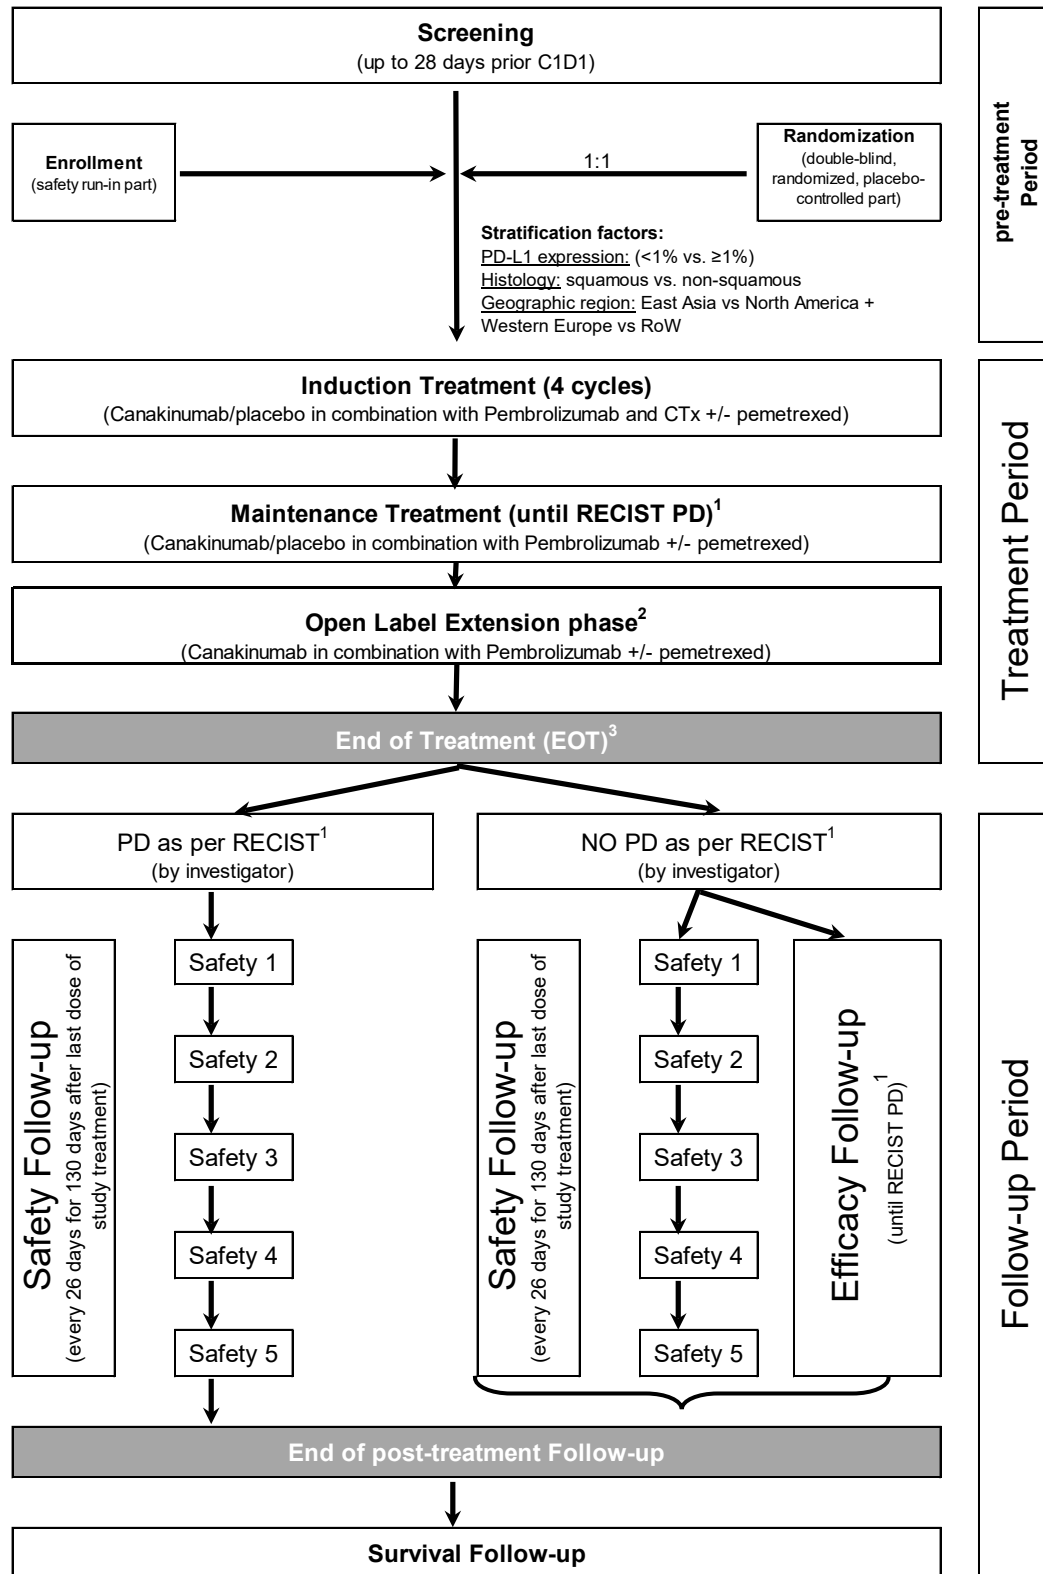 Screening
(up to 28 days prior C1D1)
pre-treatment
Period
Enrollment
(safety run-in part)
1:1
Randomization
(double-blind,
randomized, placebo-
controlled part)
Stratification factors:
PD-L1 expression: (<1% vs. ≥1%)
Histology: squamous vs. non-squamous
Geographic region: East Asia vs North America +
Western Europe vs RoW
Induction Treatment (4 cycles)
(Canakinumab/placebo in combination with Pembrolizumab and CTx +/- pemetrexed)
Treatment Period
Maintenance Treatment (until RECIST PD)1
(Canakinumab/placebo in combination with Pembrolizumab +/- pemetrexed)
Open Label Extension phase2
(Canakinumab in combination with Pembrolizumab +/- pemetrexed)
End of Treatment (EOT)3
PD as per RECIST1
(by investigator)
NO PD as per RECIST1
(by investigator)
Follow-up Period
Safety Follow-up
(every 26 days for 130 days after last dose of
study treatment)
Safety 1
Safety 2
Safety 3
Safety 4
Safety 5
Safety Follow-up
(every 26 days for 130 days after last dose of
study treatment)
Safety 1
Safety 2
Safety 3
Safety 4
Safety 5
Efficacy Follow-up
(until RECIST PD)1
End of post-treatment Follow-up
Survival Follow-up